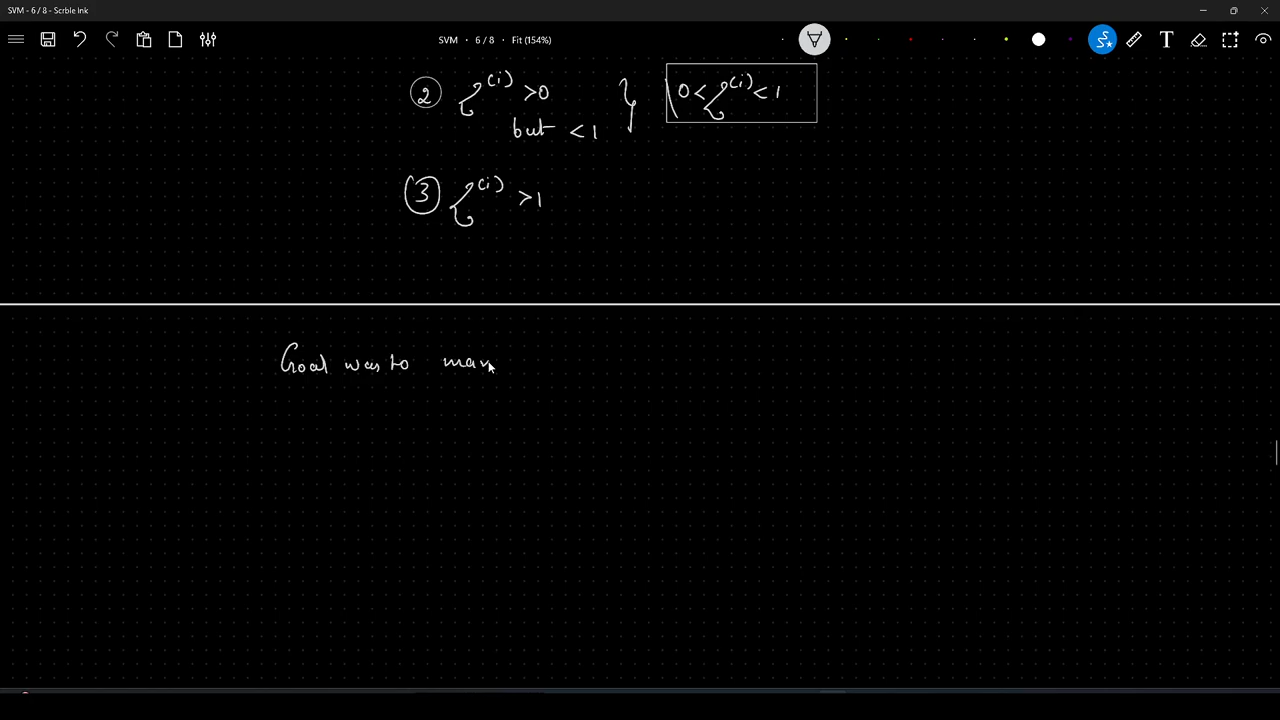 SVM - 6 / 8 - Scrble Ink
SVM • 6 / 8 • Fit (154%)
② ξ⁽ⁱ⁾ >0 } 0 < ξ⁽ⁱ⁾ < 1
but < 1
③ ξ⁽ⁱ⁾ >1
Goal was to